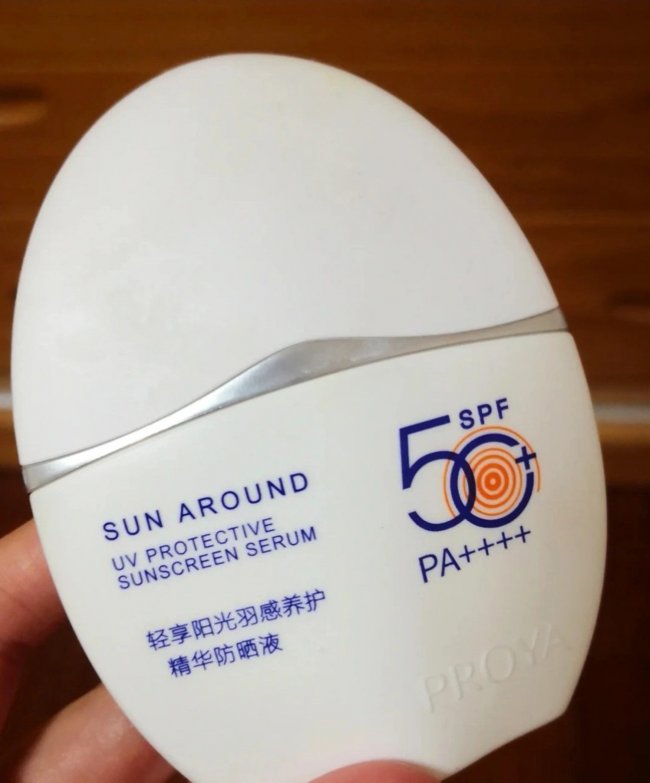 SPF
50+
PA++++
SUN AROUND
UV PROTECTIVE
SUNSCREEN SERUM
轻享阳光羽感养护
精华防晒液
PROYA